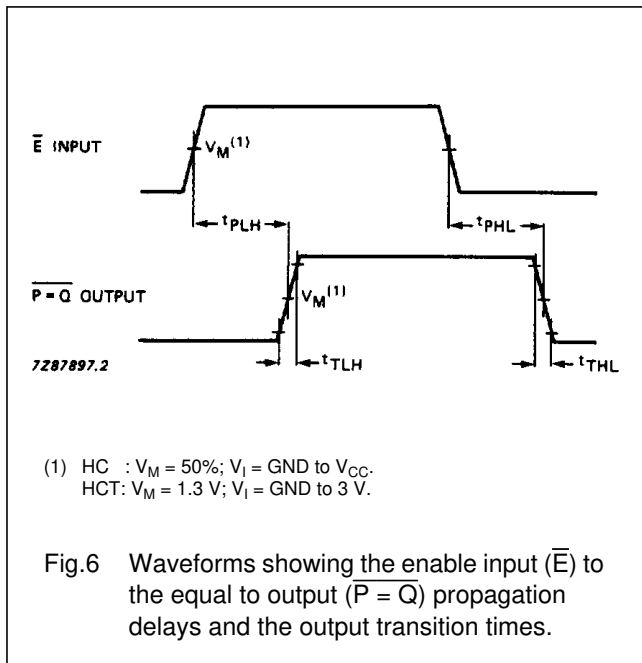 E̅ INPUT
V_M(1)
t_PLH
t_PHL
P̅ ̅=̅ ̅Q̅ OUTPUT
V_M(1)
7Z87897.2
t_TLH
t_THL
(1) HC : V_M = 50%; V_I = GND to V_CC.
HCT: V_M = 1.3 V; V_I = GND to 3 V.
Fig.6 Waveforms showing the enable input (E̅) to
the equal to output (P̅ ̅=̅ ̅Q̅) propagation
delays and the output transition times.